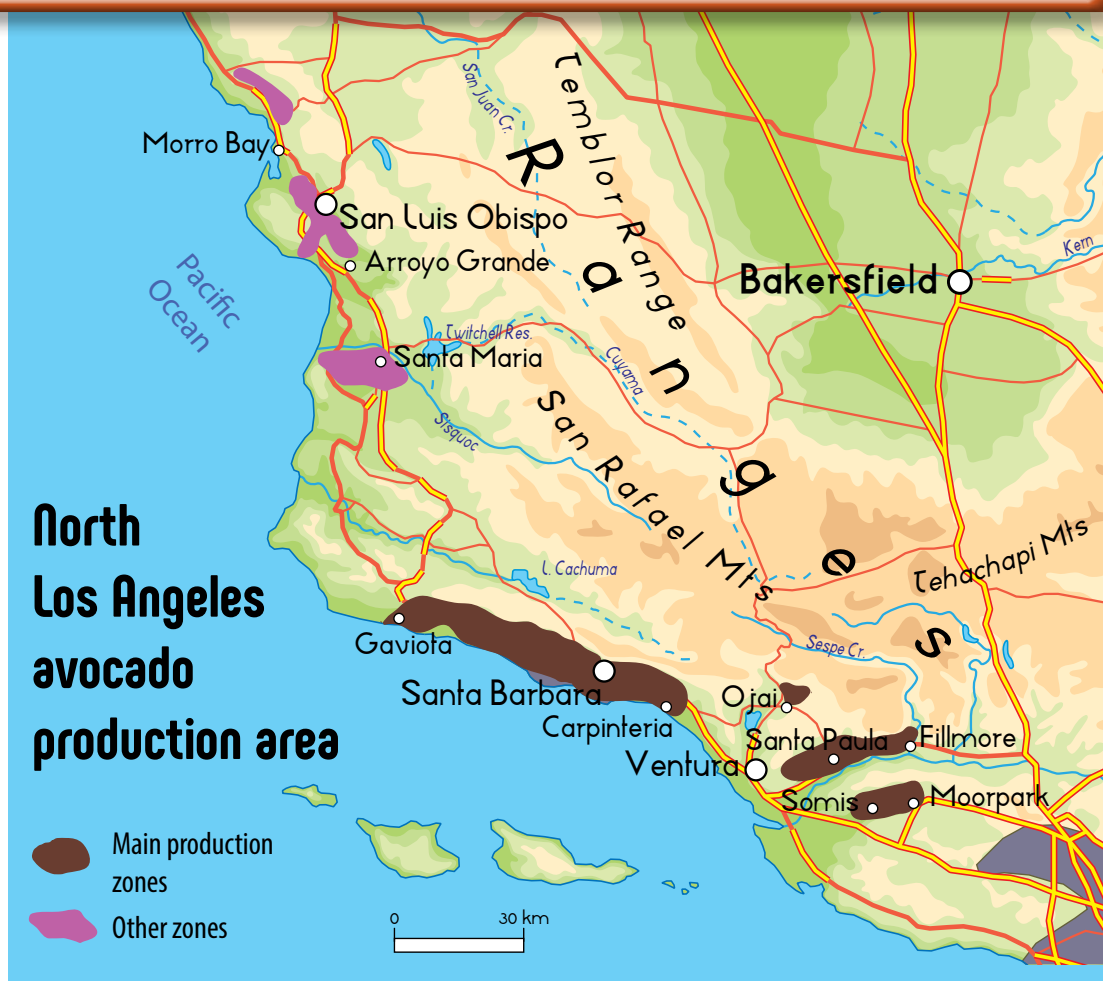 Temblor Range
San Juan Cr.
Ranges
Morro Bay
San Luis Obispo
Arroyo Grande
Pacific
Ocean
Bakersfield
Kern
Twitchell Res.
Santa Maria
Cuyama
Sisquoc
San Rafael Mts
Tehachapi Mts
L. Cachuma
Sespe Cr.
Gaviota
Santa Barbara
Carpinteria
Ojai
Santa Paula
Fillmore
Ventura
Somis
Moorpark
North
Los Angeles
avocado
production area
Main production
zones
Other zones
0 30 km